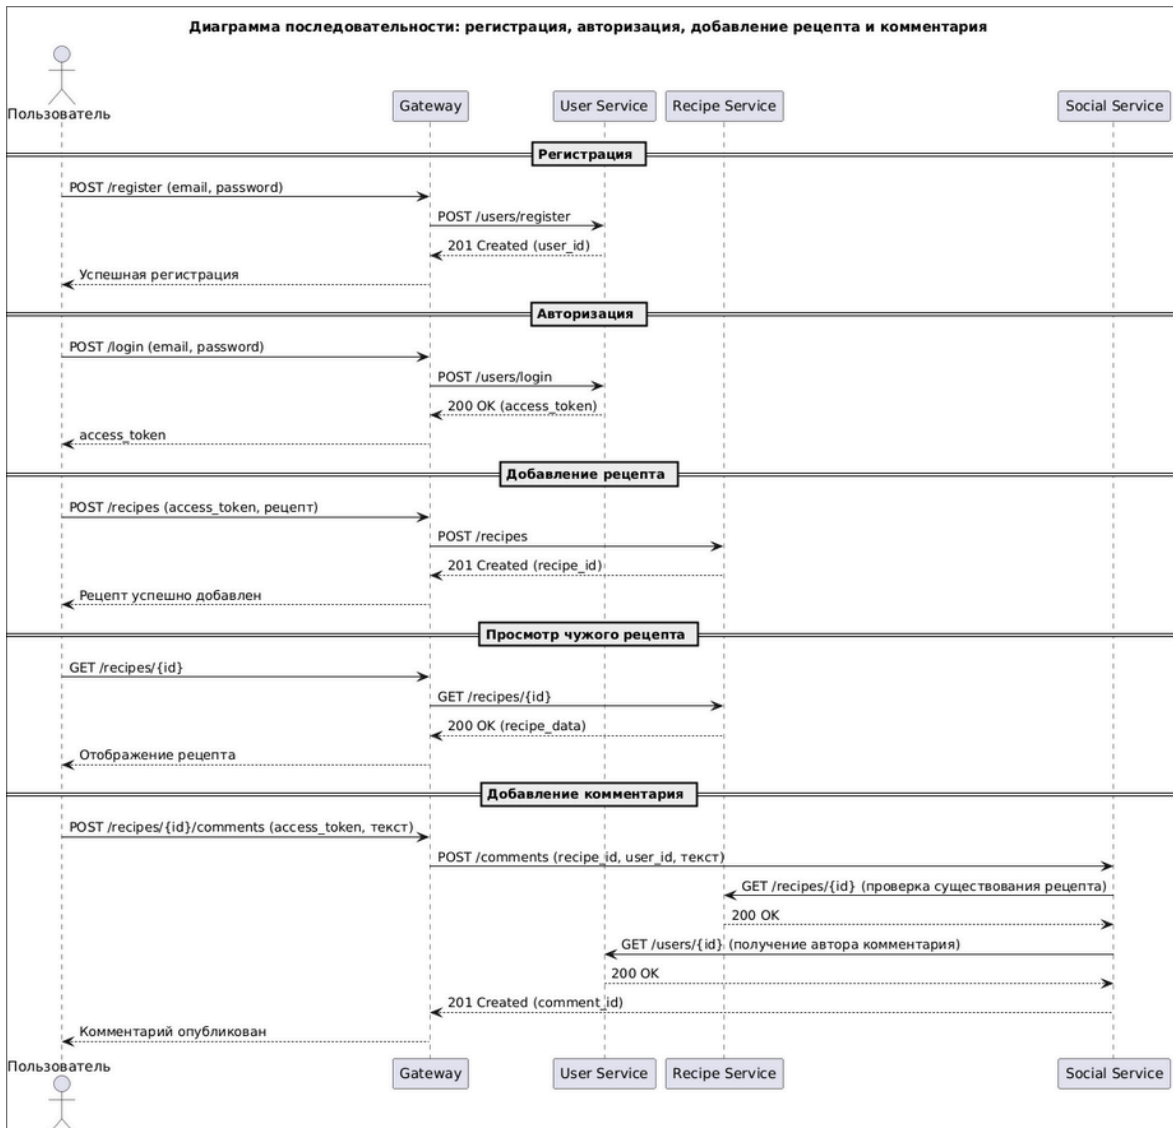 Диаграмма последовательности: регистрация, авторизация, добавление рецепта и комментария
Пользователь
Gateway
User Service
Recipe Service
Social Service
Регистрация
POST /register (email, password)
POST /users/register
201 Created (user_id)
Успешная регистрация
Авторизация
POST /login (email, password)
POST /users/login
200 OK (access_token)
access_token
Добавление рецепта
POST /recipes (access_token, рецепт)
POST /recipes
201 Created (recipe_id)
Рецепт успешно добавлен
Просмотр чужого рецепта
GET /recipes/{id}
GET /recipes/{id}
200 OK (recipe_data)
Отображение рецепта
Добавление комментария
POST /recipes/{id}/comments (access_token, текст)
POST /comments (recipe_id, user_id, текст)
GET /recipes/{id} (проверка существования рецепта)
200 OK
GET /users/{id} (получение автора комментария)
200 OK
201 Created (comment_id)
Комментарий опубликован
Пользователь
Gateway
User Service
Recipe Service
Social Service